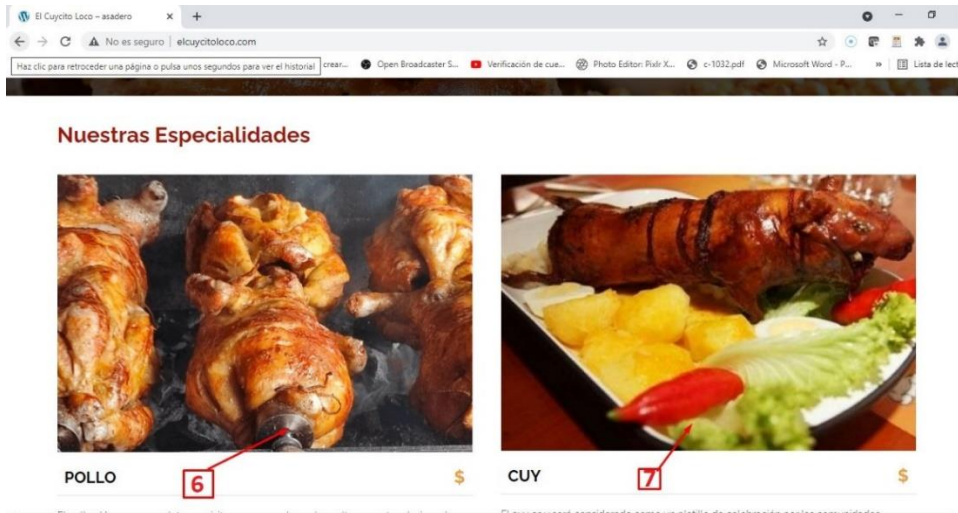 El Cuycito Loco – asadero
No es seguro | elcuycitoloco.com
Haz clic para retroceder una página o pulsa unos segundos para ver el historial
crear... Open Broadcaster S... Verificación de cue... Photo Editor: Pixlr X... c-1032.pdf Microsoft Word - P... » Lista de lect
Nuestras Especialidades
POLLO $
6
CUY $
7